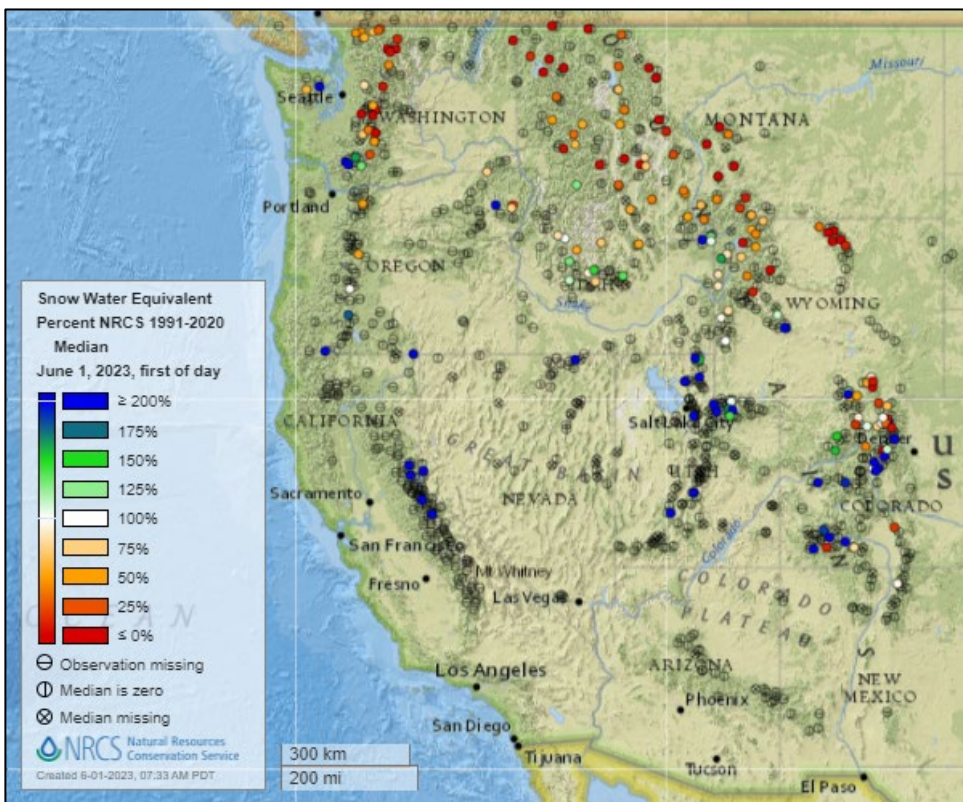 Missouri
Seattle
WASHINGTON
MONTANA
Portland
OREGON
Snake
WYOMING
Snow Water Equivalent
Percent NRCS 1991-2020
Median
June 1, 2023, first of day
≥ 200%
175%
150%
125%
100%
75%
50%
25%
≤ 0%
Observation missing
Median is zero
Median missing
NRCS Natural Resources
Conservation Service
Created 6-01-2023, 07:33 AM PDT
CALIFORNIA
Salt Lake City
Denver
US
GREAT BASIN
UTAH
NEVADA
COLORADO
Sacramento
Colorado
San Francisco
Mt Whitney
Fresno
Las Vegas
COLORADO
PLATEAU
Los Angeles
ARIZONA
NEW
MEXICO
Phoenix
San Diego
Tijuana
Tucson
El Paso
300 km
200 mi